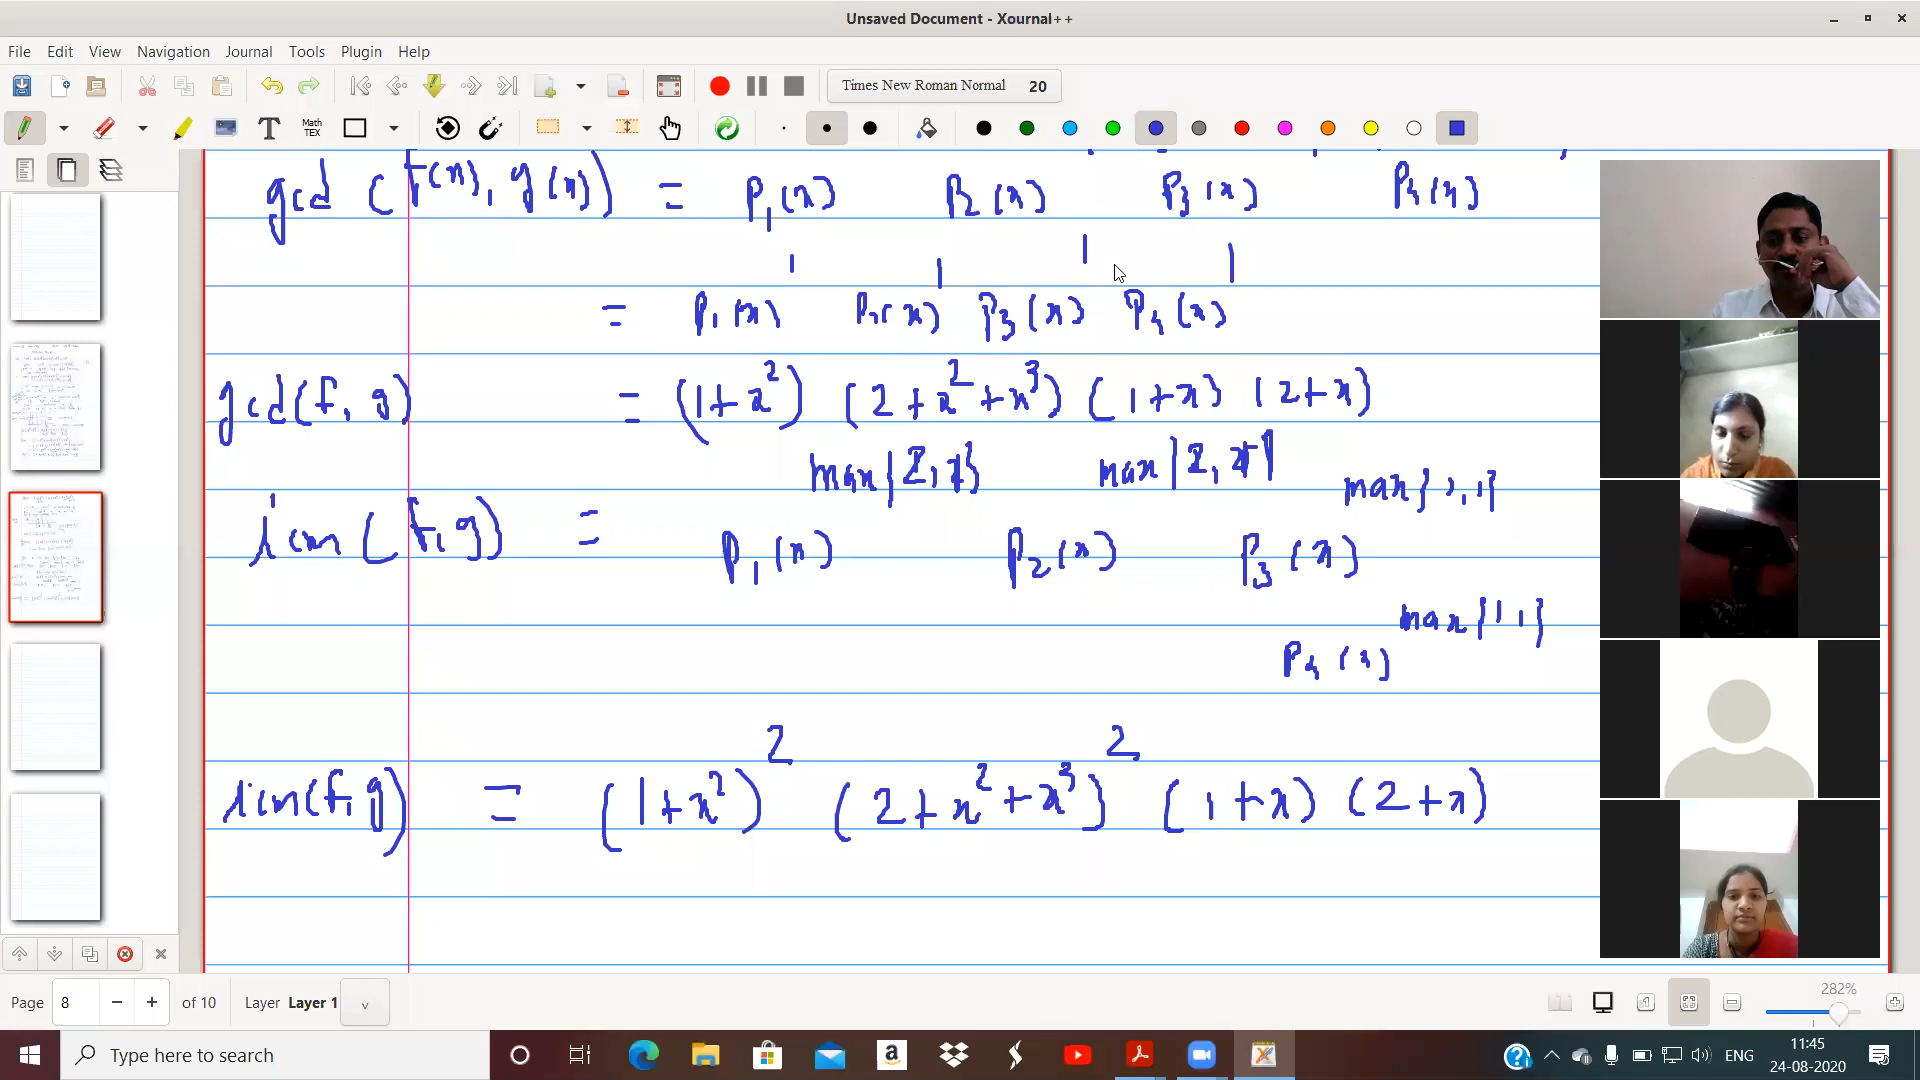 Unsaved Document - Xournal++
File Edit View Navigation Journal Tools Plugin Help
Times New Roman Normal 20
Math TEX
gcd (f(x), g(x)) = P1(x) P2(x) P3(x) P4(x)
1 1 1 1
= P1(x) P2(x) P3(x) P4(x)
gcd(f, g) = (1+x²) (2+x²+x³) (1+x) (2+x)
max{2,1} max{2,1} max{1,1}
lcm (f, g) = P1(x) P2(x) P3(x)
max{1,1}
P4(x)
lcm(f, g) = (1+x²)² (2+x²+x³)² (1+x) (2+x)
Page 8 − + of 10 Layer Layer 1
282%
Type here to search
ENG
11:45
24-08-2020